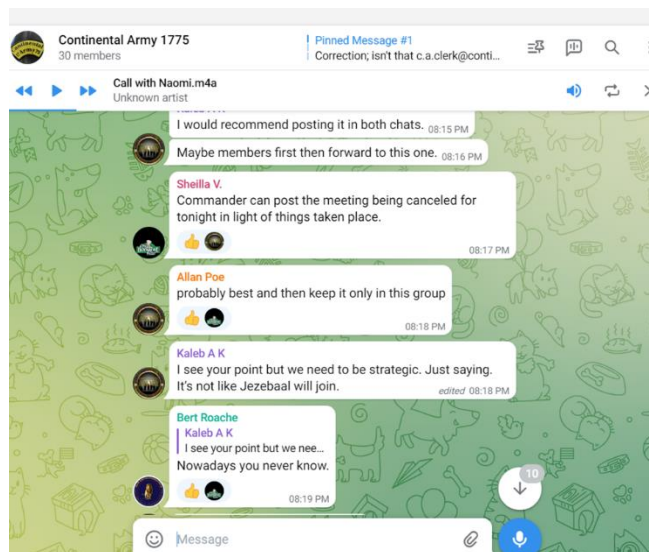 Continental Army 1775
30 members
Pinned Message #1
Correction; isn't that c.a.clerk@conti...
Call with Naomi.m4a
Unknown artist
I would recommend posting it in both chats. 08:15 PM
Maybe members first then forward to this one. 08:16 PM
Sheilla V.
Commander can post the meeting being canceled for
tonight in light of things taken place.
08:17 PM
Allan Poe
probably best and then keep it only in this group
08:18 PM
Kaleb A K
I see your point but we need to be strategic. Just saying.
It's not like Jezebaal will join.
edited 08:18 PM
Bert Roache
Kaleb A K
I see your point but we nee...
Nowadays you never know.
08:19 PM
10
Message